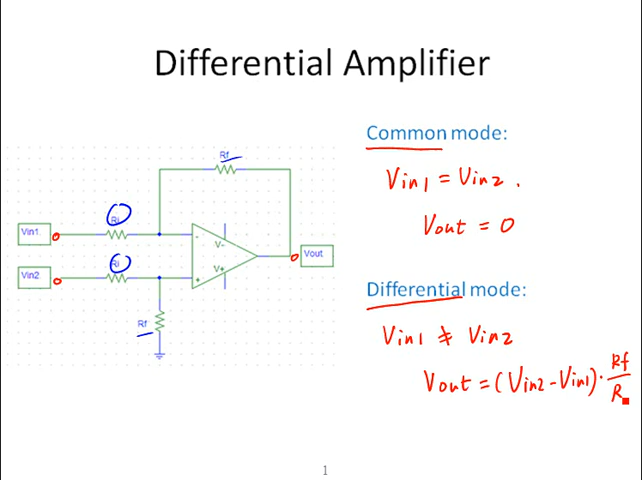 Differential Amplifier
Common mode:
Vin1 = Vin2 .
Vout = 0
Differential mode:
Vin1 ≠ Vin2
Vout = (Vin2 - Vin1) · Rf/R
Rf
Ri
Vin1
-
V-
Vout
Ri
Vin2
+
V+
Rf
1